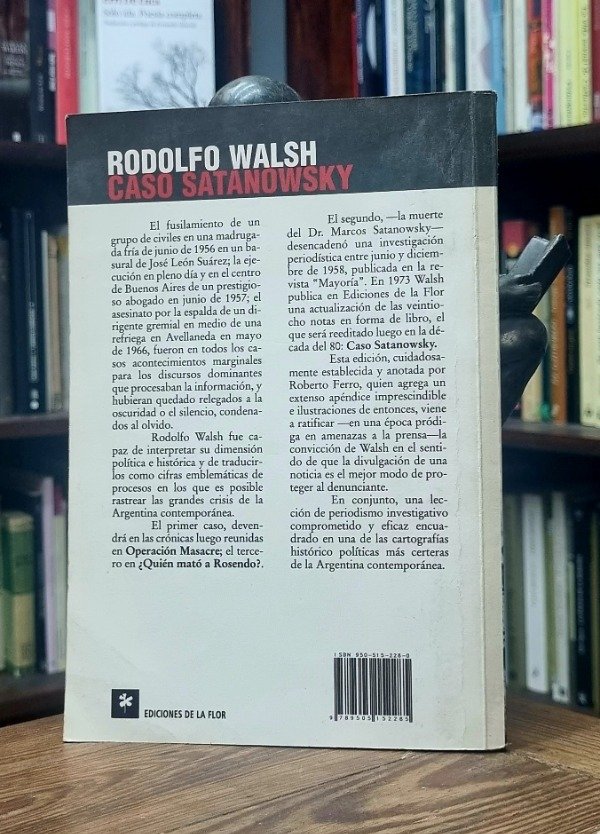 RODOLFO WALSH
CASO SATANOWSKY
El fusilamiento de un
grupo de civiles en una madruga-
da fría de junio de 1956 en un ba-
sural de José León Suárez; la eje-
cución en pleno día y en el centro
de Buenos Aires de un prestigio-
so abogado en junio de 1957; el
asesinato por la espalda de un di-
rigente gremial en medio de una
refriega en Avellaneda en mayo
de 1966, fueron en todos los ca-
sos acontecimientos marginales
para los discursos dominantes
que procesaban la información, y
hubieran quedado relegados a la
oscuridad o el silencio, condena-
dos al olvido.
Rodolfo Walsh fue ca-
paz de interpretar su dimensión
política e histórica y de traducir-
los como cifras emblemáticas de
procesos en los que es posible
rastrear las grandes crisis de la
Argentina contemporánea.
El primer caso, deven-
drá en las crónicas luego reunidas
en Operación Masacre; el terce-
ro en ¿Quién mató a Rosendo?.
El segundo, —la muerte
del Dr. Marcos Satanowsky—
desencadenó una investigación
periodística entre junio y diciem-
bre de 1958, publicada en la re-
vista "Mayoría". En 1973 Walsh
publica en Ediciones de la Flor
una actualización de las veintio-
cho notas en forma de libro, el
que será reeditado luego en la dé-
cada del 80: Caso Satanowsky.
Esta edición, cuidadosa-
mente establecida y anotada por
Roberto Ferro, quien agrega un
extenso apéndice imprescindible
e ilustraciones de entonces, viene
a ratificar —en una época pródi-
ga en amenazas a la prensa—la
convicción de Walsh en el senti-
do de que la divulgación de una
noticia es el mejor modo de pro-
teger al denunciante.
En conjunto, una lec-
ción de periodismo investigativo
comprometido y eficaz encua-
drado en una de las cartografías
histórico políticas más certeras
de la Argentina contemporánea.
ISBN 950-515-228-0
9 789505 152285
EDICIONES DE LA FLOR